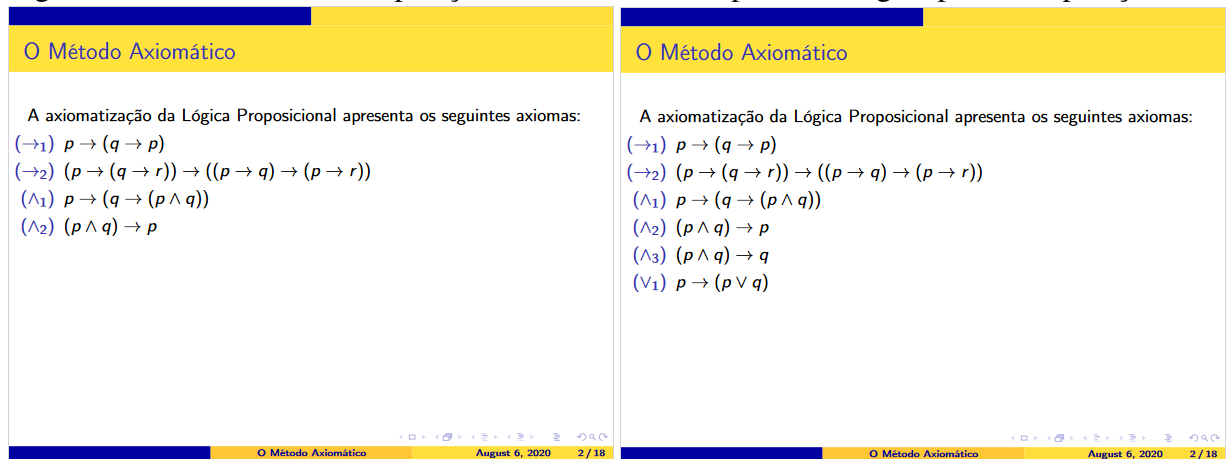 O Método Axiomático
A axiomatização da Lógica Proposicional apresenta os seguintes axiomas:
(→₁) p → (q → p)
(→₂) (p → (q → r)) → ((p → q) → (p → r))
(∧₁) p → (q → (p ∧ q))
(∧₂) (p ∧ q) → p
O Método Axiomático August 6, 2020 2 / 18
O Método Axiomático
A axiomatização da Lógica Proposicional apresenta os seguintes axiomas:
(→₁) p → (q → p)
(→₂) (p → (q → r)) → ((p → q) → (p → r))
(∧₁) p → (q → (p ∧ q))
(∧₂) (p ∧ q) → p
(∧₃) (p ∧ q) → q
(∨₁) p → (p ∨ q)
O Método Axiomático August 6, 2020 2 / 18